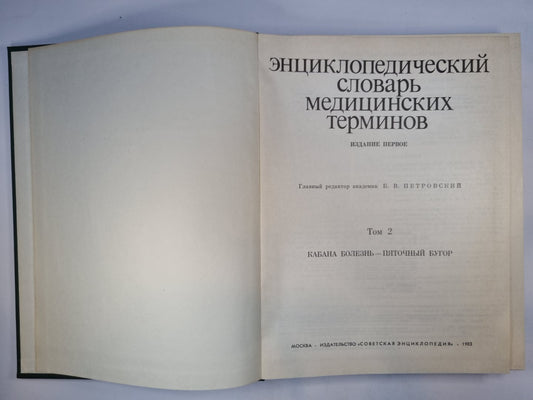 энциклопедический
словарь
медицинских
терминов
ИЗДАНИЕ ПЕРВОЕ
Главный редактор академик Б. В. ПЕТРОВСКИЙ
Том 2
КАБАНА БОЛЕЗНЬ—ПЯТОЧНЫЙ БУГОР
МОСКВА - ИЗДАТЕЛЬСТВО «СОВЕТСКАЯ ЭНЦИКЛОПЕДИЯ» - 1983